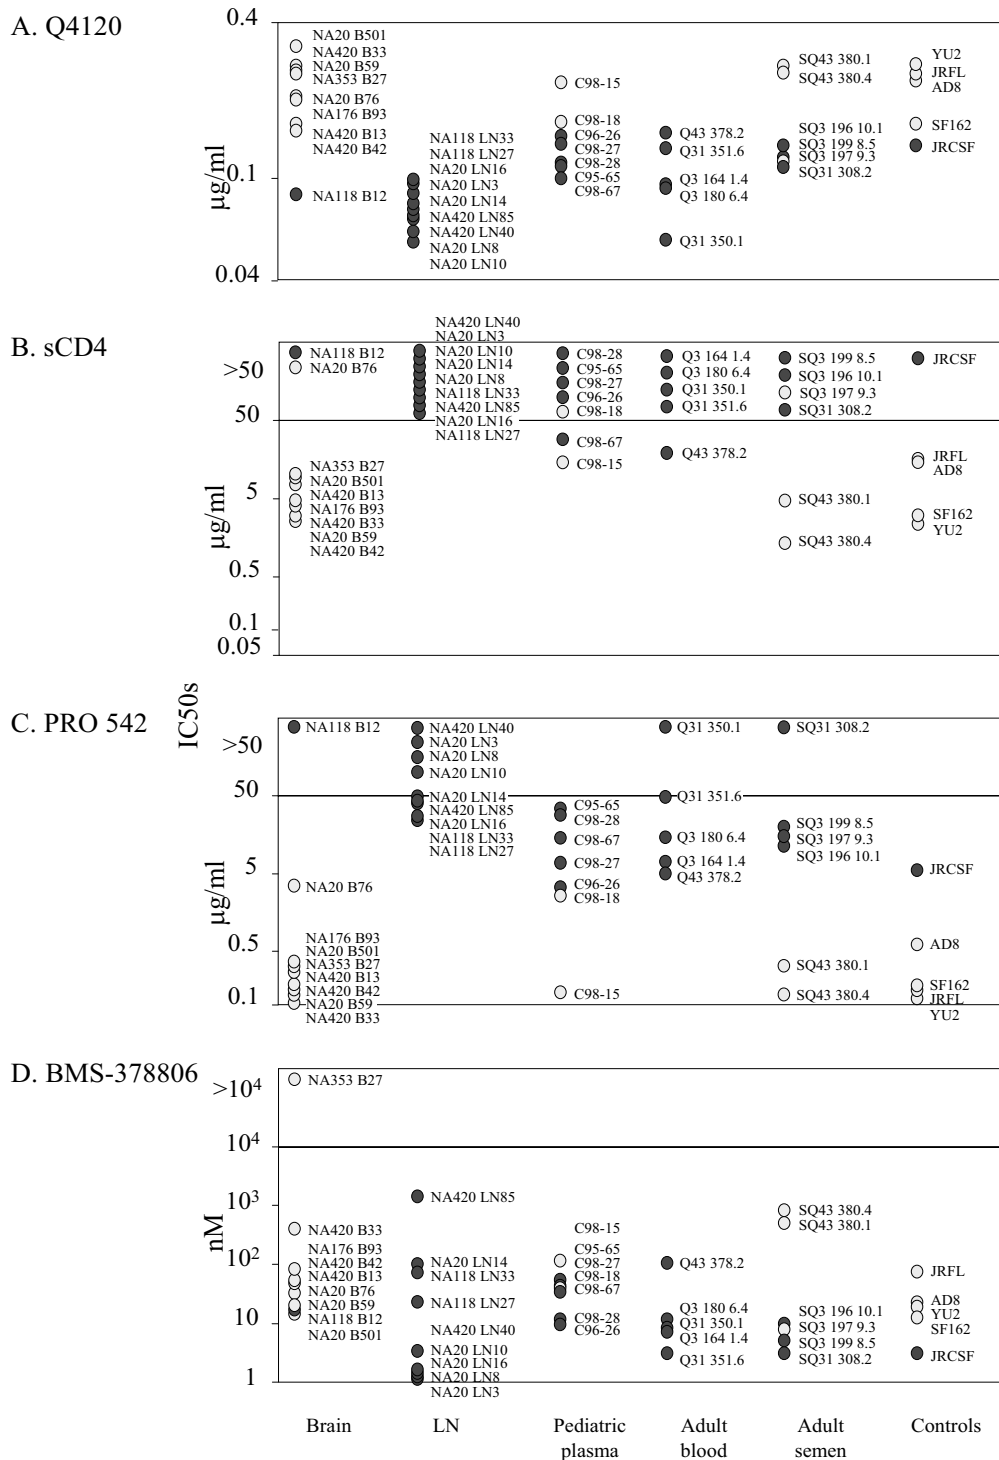 A. Q4120
0.4
0.1
0.04
µg/ml
NA20 B501
NA420 B33
NA20 B59
NA353 B27
NA20 B76
NA176 B93
NA420 B13
NA420 B42
NA118 B12
NA118 LN33
NA118 LN27
NA20 LN16
NA20 LN3
NA20 LN14
NA420 LN85
NA420 LN40
NA20 LN8
NA20 LN10
C98-15
C98-18
C96-26
C98-27
C98-28
C95-65
C98-67
Q43 378.2
Q31 351.6
Q3 164 1.4
Q3 180 6.4
Q31 350.1
SQ43 380.1
SQ43 380.4
SQ3 196 10.1
SQ3 199 8.5
SQ3 197 9.3
SQ31 308.2
YU2
JRFL
AD8
SF162
JRCSF
B. sCD4
>50
50
5
0.5
0.1
0.05
µg/ml
NA118 B12
NA20 B76
NA353 B27
NA20 B501
NA420 B13
NA176 B93
NA420 B33
NA20 B59
NA420 B42
NA420 LN40
NA20 LN3
NA20 LN10
NA20 LN14
NA20 LN8
NA118 LN33
NA420 LN85
NA20 LN16
NA118 LN27
C98-28
C95-65
C98-27
C96-26
C98-18
C98-67
C98-15
Q3 164 1.4
Q3 180 6.4
Q31 350.1
Q31 351.6
Q43 378.2
SQ3 199 8.5
SQ3 196 10.1
SQ3 197 9.3
SQ31 308.2
SQ43 380.1
SQ43 380.4
JRCSF
JRFL
AD8
SF162
YU2
IC50s
C. PRO 542
>50
50
5
0.5
0.1
µg/ml
NA118 B12
NA20 B76
NA176 B93
NA20 B501
NA353 B27
NA420 B13
NA420 B42
NA20 B59
NA420 B33
NA420 LN40
NA20 LN3
NA20 LN8
NA20 LN10
NA20 LN14
NA420 LN85
NA20 LN16
NA118 LN33
NA118 LN27
C95-65
C98-28
C98-67
C98-27
C96-26
C98-18
C98-15
Q31 350.1
Q31 351.6
Q3 180 6.4
Q3 164 1.4
Q43 378.2
SQ31 308.2
SQ3 199 8.5
SQ3 197 9.3
SQ3 196 10.1
SQ43 380.1
SQ43 380.4
JRCSF
AD8
SF162
JRFL
YU2
D. BMS-378806
>10⁴
10⁴
10³
10²
10
1
nM
NA353 B27
NA420 B33
NA176 B93
NA420 B42
NA420 B13
NA20 B76
NA20 B59
NA118 B12
NA20 B501
NA420 LN85
NA20 LN14
NA118 LN33
NA118 LN27
NA420 LN40
NA20 LN10
NA20 LN16
NA20 LN8
NA20 LN3
C98-15
C95-65
C98-27
C98-18
C98-67
C98-28
C96-26
Q43 378.2
Q3 180 6.4
Q31 350.1
Q3 164 1.4
Q31 351.6
SQ43 380.4
SQ43 380.1
SQ3 196 10.1
SQ3 197 9.3
SQ3 199 8.5
SQ31 308.2
JRFL
AD8
YU2
SF162
JRCSF
Brain
LN
Pediatric
plasma
Adult
blood
Adult
semen
Controls